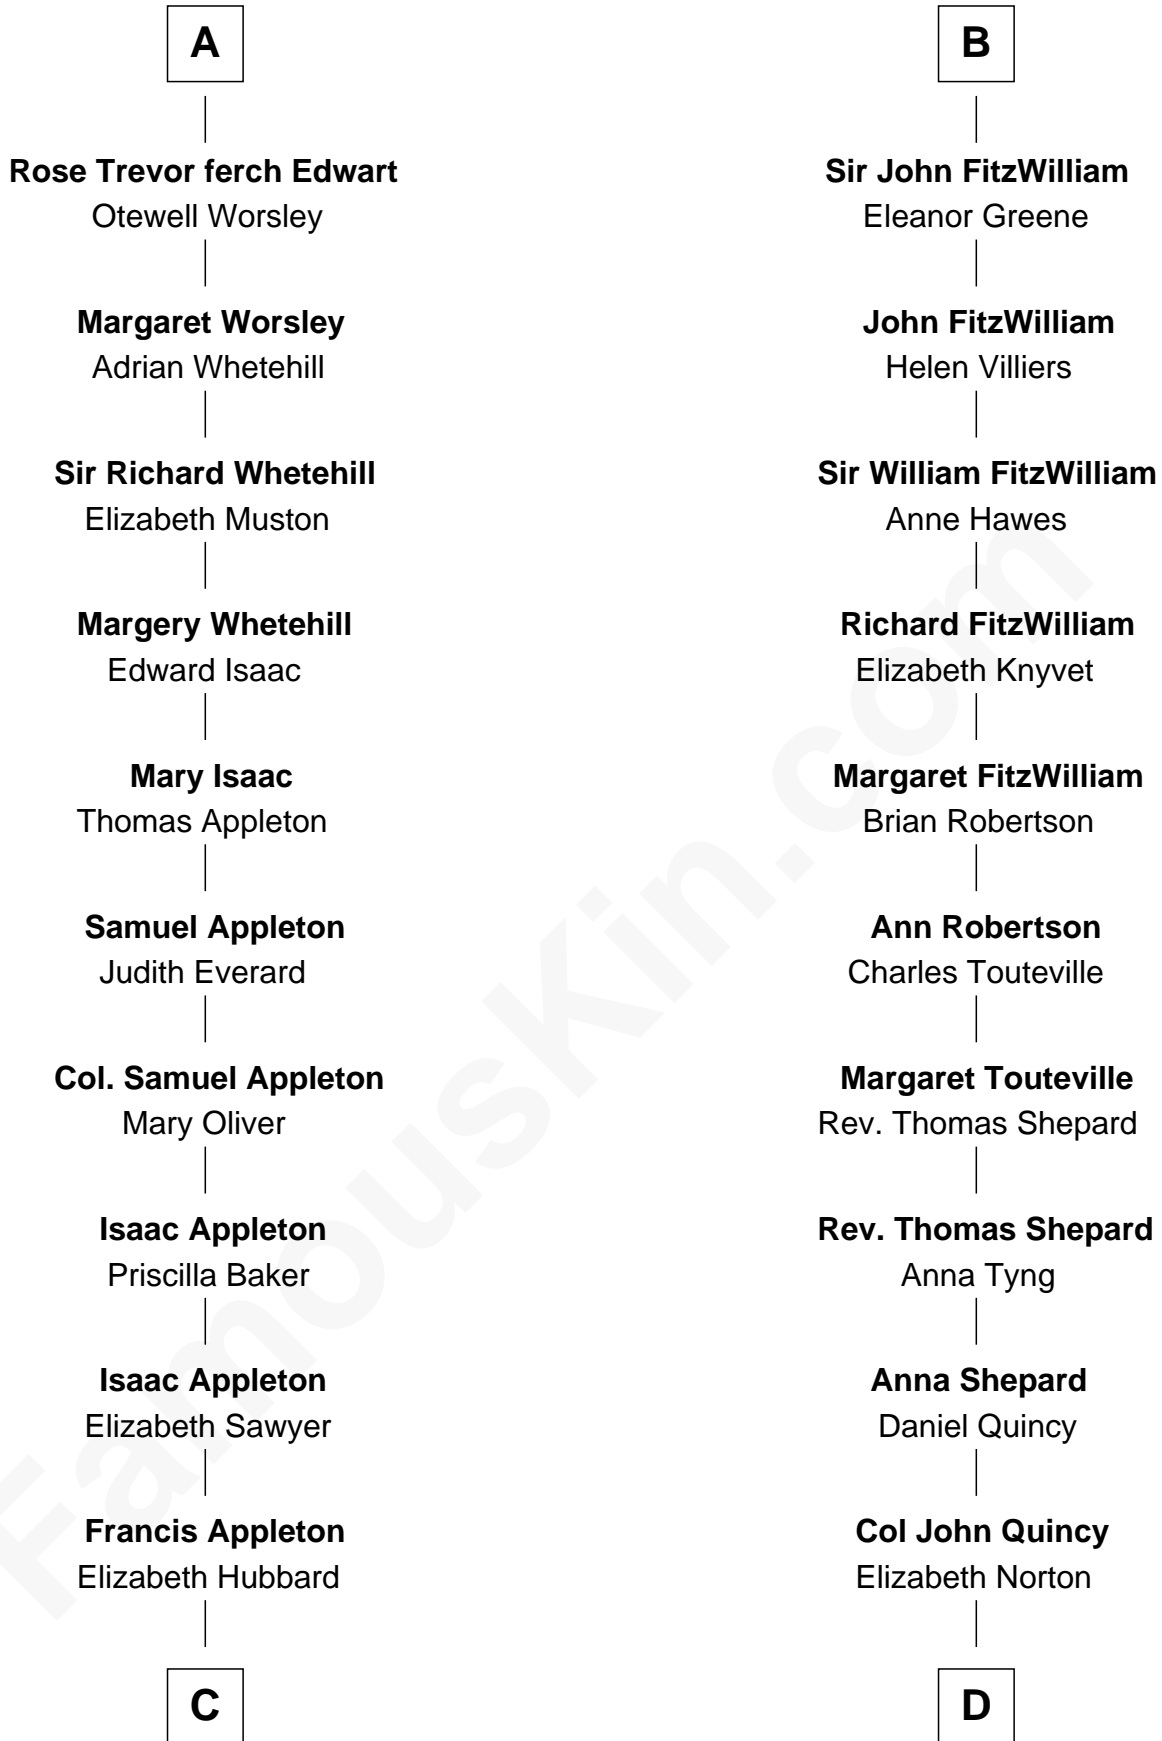 A
Rose Trevor ferch Edwart
Otewell Worsley
Margaret Worsley
Adrian Whetehill
Sir Richard Whetehill
Elizabeth Muston
Margery Whetehill
Edward Isaac
Mary Isaac
Thomas Appleton
Samuel Appleton
Judith Everard
Col. Samuel Appleton
Mary Oliver
Isaac Appleton
Priscilla Baker
Isaac Appleton
Elizabeth Sawyer
Francis Appleton
Elizabeth Hubbard
C
B
Sir John FitzWilliam
Eleanor Greene
John FitzWilliam
Helen Villiers
Sir William FitzWilliam
Anne Hawes
Richard FitzWilliam
Elizabeth Knyvet
Margaret FitzWilliam
Brian Robertson
Ann Robertson
Charles Touteville
Margaret Touteville
Rev. Thomas Shepard
Rev. Thomas Shepard
Anna Tyng
Anna Shepard
Daniel Quincy
Col John Quincy
Elizabeth Norton
D
FamousKin.com